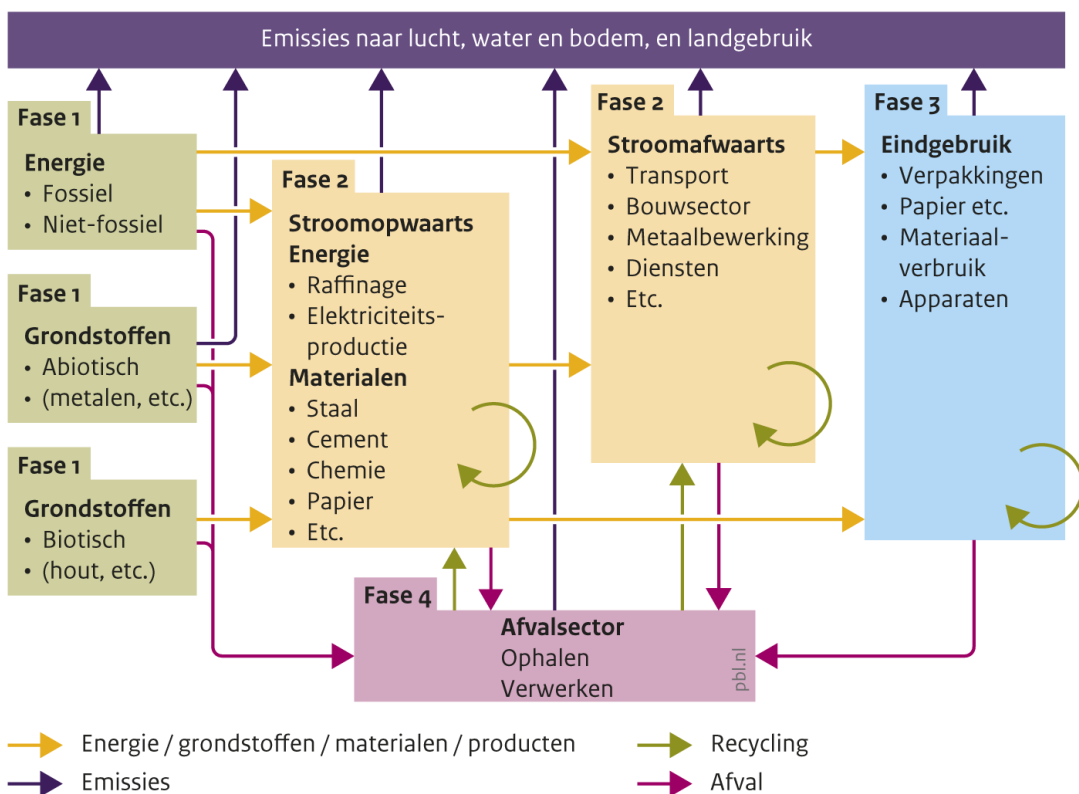 Emissies naar lucht, water en bodem, en landgebruik
Fase 1
Energie
• Fossiel
• Niet-fossiel
Fase 1
Grondstoffen
• Abiotisch
• (metalen, etc.)
Fase 1
Grondstoffen
• Biotisch
• (hout, etc.)
Fase 2
Stroomopwaarts
Energie
• Raffinage
• Elektriciteits-
productie
Materialen
• Staal
• Cement
• Chemie
• Papier
• Etc.
Fase 2
Stroomafwaarts
• Transport
• Bouwsector
• Metaalbewerking
• Diensten
• Etc.
Fase 3
Eindgebruik
• Verpakkingen
• Papier etc.
• Materiaal-
verbruik
• Apparaten
Fase 4
Afvalsector
Ophalen
Verwerken
pbl.nl
Energie / grondstoffen / materialen / producten
Emissies
Recycling
Afval